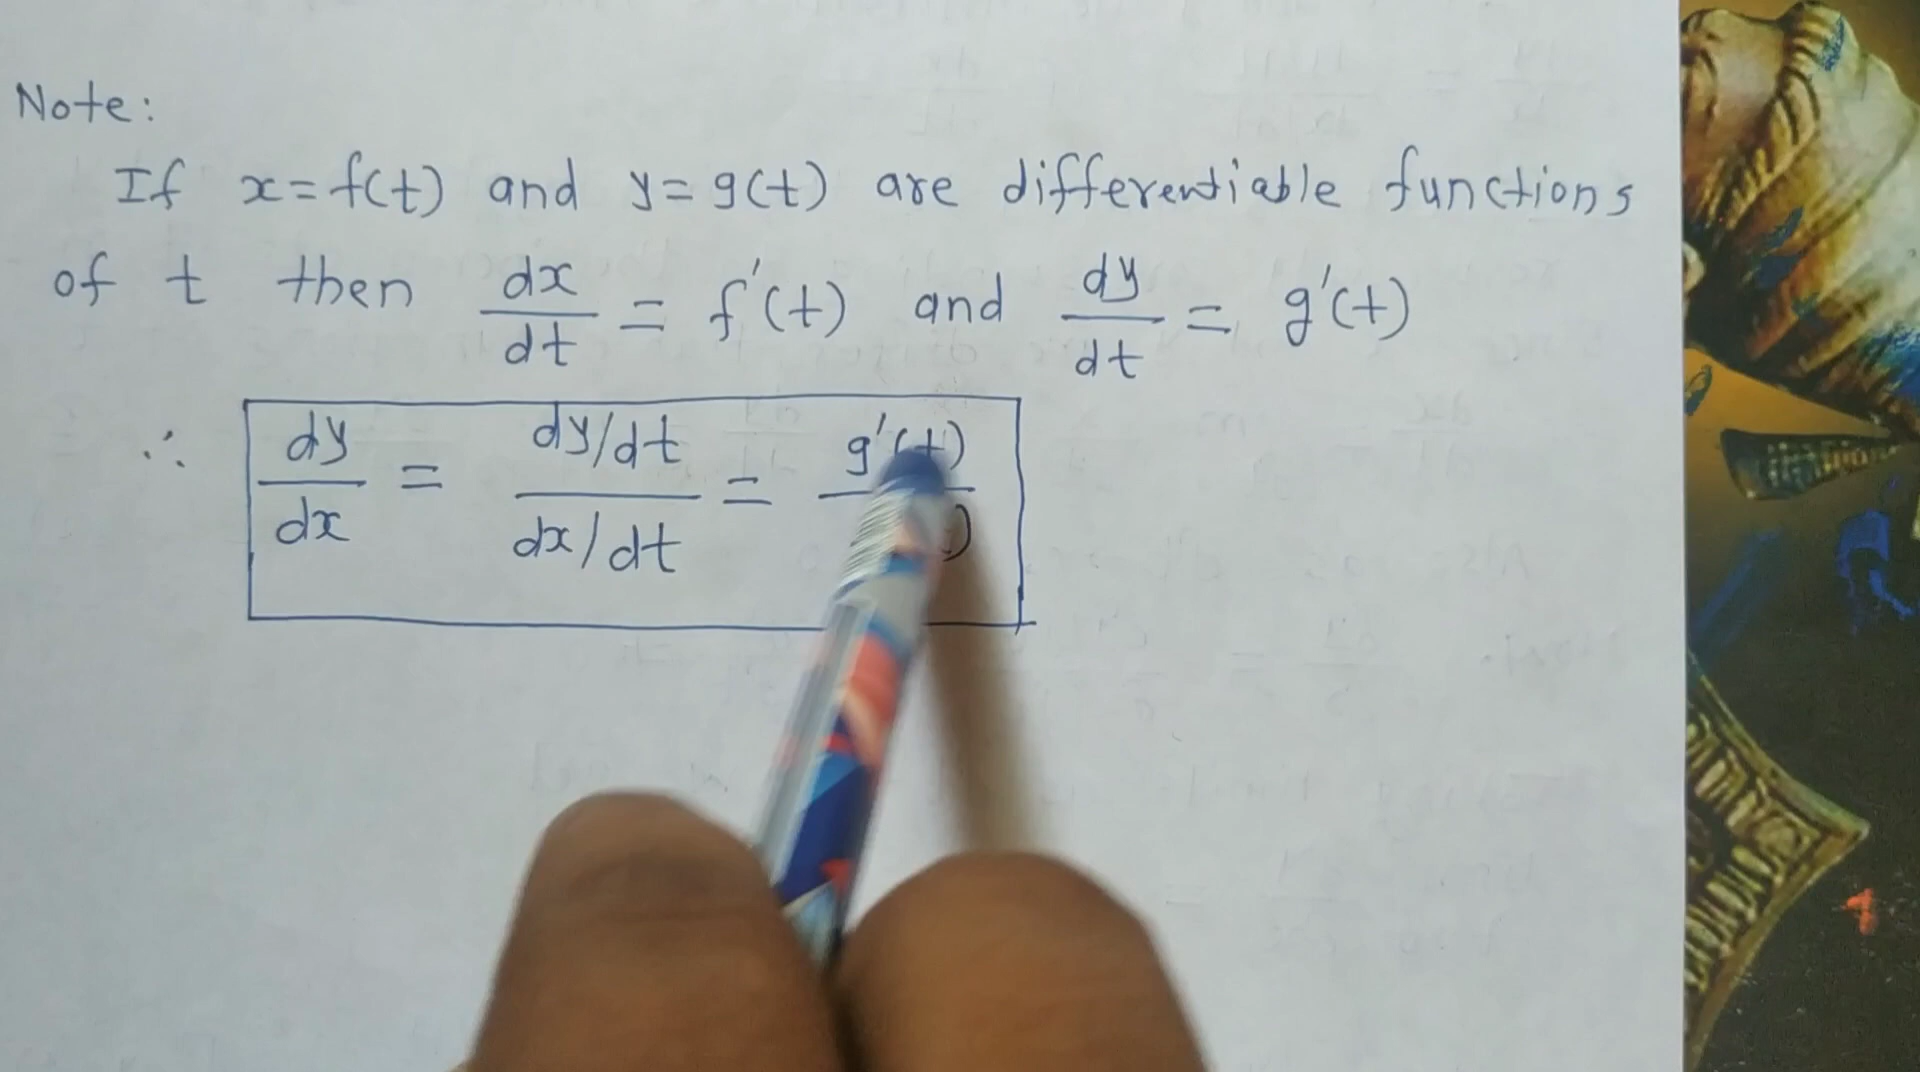 Note:
If x = f(t) and y = g(t) are differentiable functions
of t then dx/dt = f'(t) and dy/dt = g'(t)
∴ dy/dx = (dy/dt)/(dx/dt) = g'(t)/